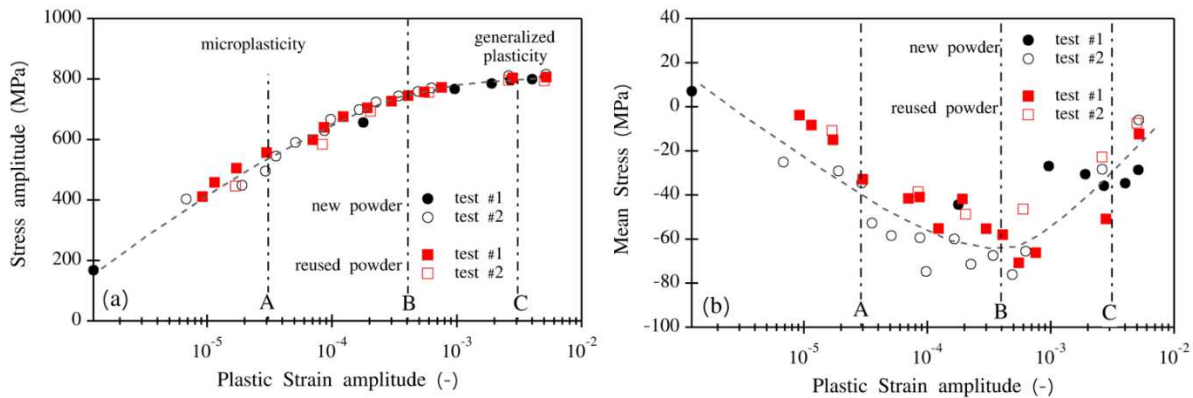 1000
800
600
400
200
0
Stress amplitude (MPa)
microplasticity
generalized
plasticity
new powder
test #1
test #2
reused powder
test #1
test #2
(a)
A
B
C
10-5
10-4
10-3
10-2
Plastic Strain amplitude (-)
40
20
0
-20
-40
-60
-80
-100
Mean Stress (MPa)
new powder
test #1
test #2
reused powder
test #1
test #2
(b)
A
B
C
10-5
10-4
10-3
10-2
Plastic Strain amplitude (-)